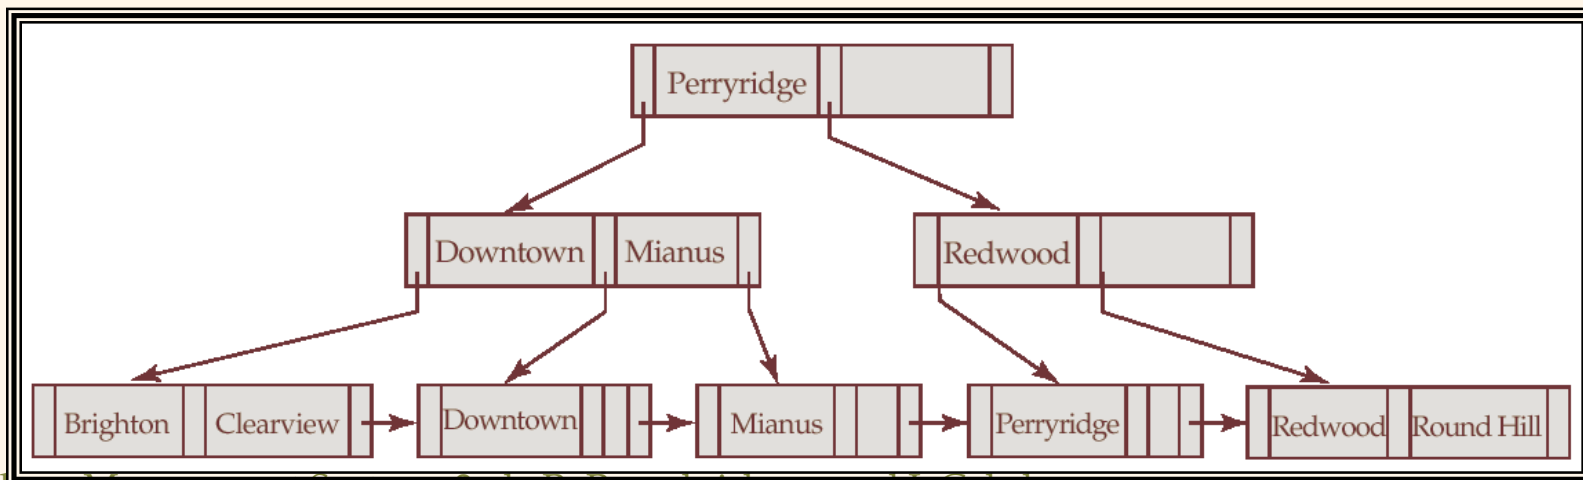 Perryridge
Downtown Mianus Redwood
Brighton Clearview Downtown Mianus Perryridge Redwood Round Hill